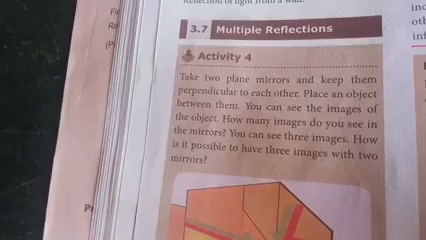 Reflection of light from a wall.
3.7 Multiple Reflections
Activity 4
Take two plane mirrors and keep them
perpendicular to each other. Place an object
between them. You can see the images of
the object. How many images do you see in
the mirrors? You can see three images. How
is it possible to have three images with two
mirrors?